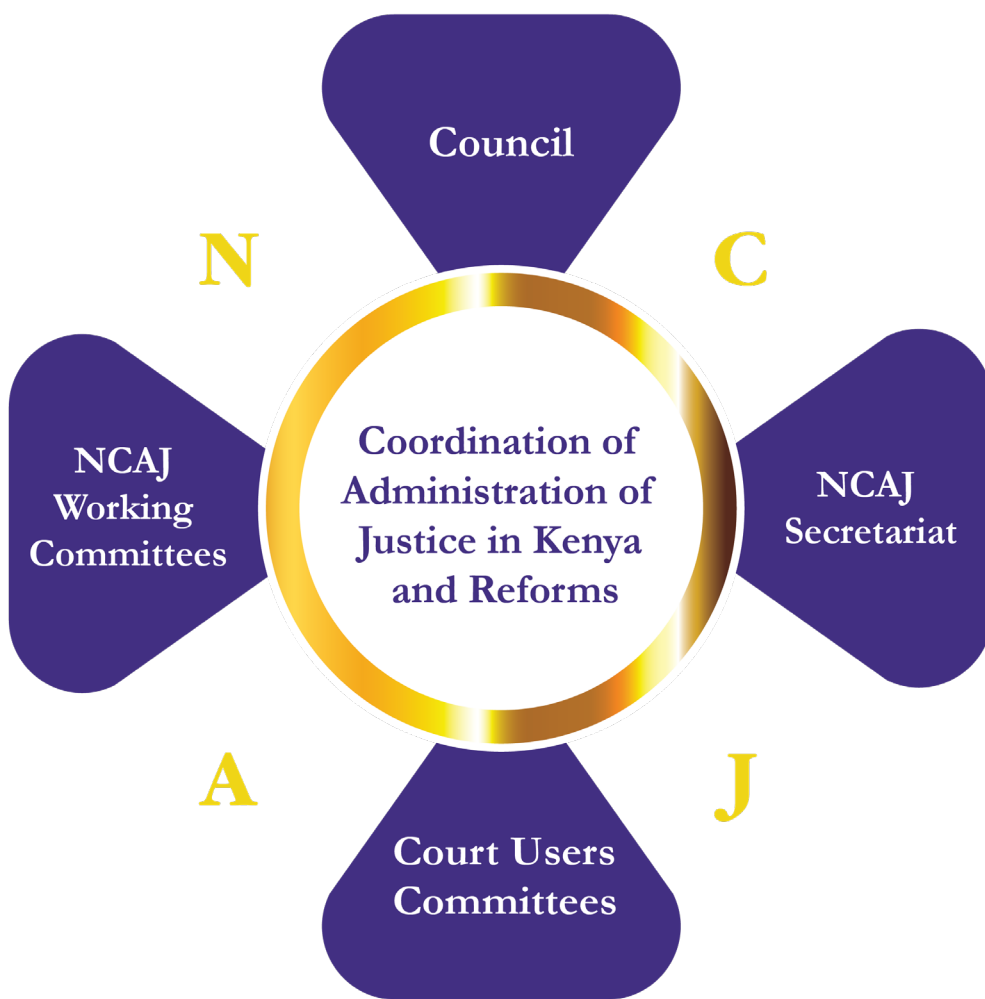 Council
N
C
NCAJ
Working
Committees
Coordination of
Administration of
Justice in Kenya
and Reforms
NCAJ
Secretariat
A
J
Court Users
Committees